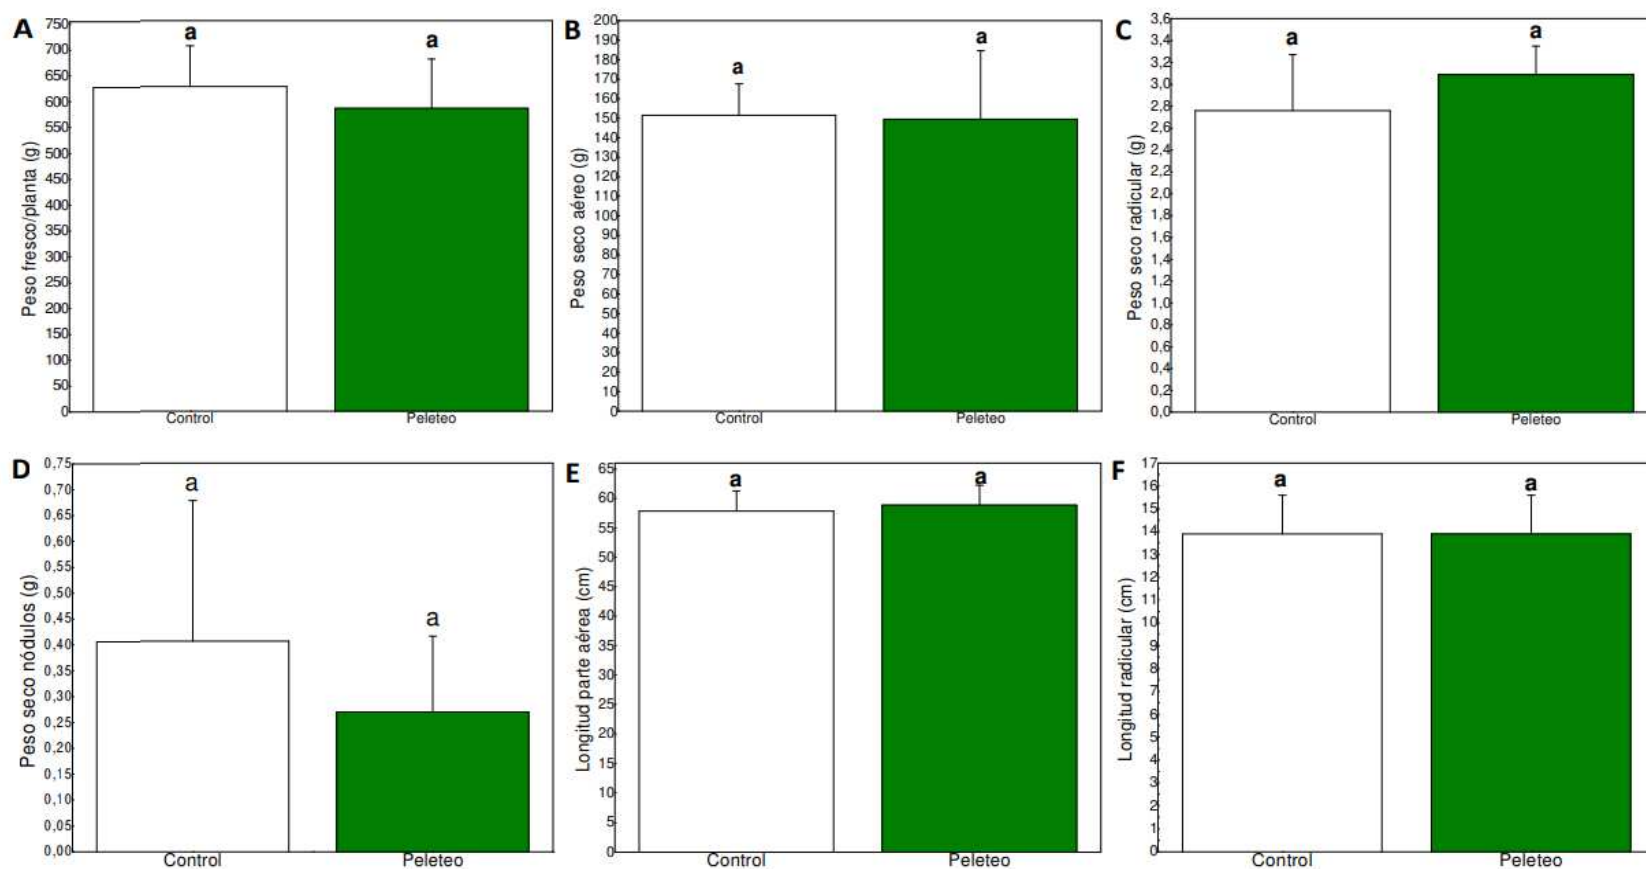 A
Peso fresco/planta (g)
750
700
650
600
550
500
450
400
350
300
250
200
150
100
50
0
a
a
Control
Peleteo
B
Peso seco aéreo (g)
200
190
180
170
160
150
140
130
120
110
100
90
80
70
60
50
40
30
20
10
0
a
a
Control
Peleteo
C
Peso seco radicular (g)
3,6
3,4
3,2
3,0
2,8
2,6
2,4
2,2
2,0
1,8
1,6
1,4
1,2
1,0
0,8
0,6
0,4
0,2
0,0
a
a
Control
Peleteo
D
Peso seco nódulos (g)
0,75
0,70
0,65
0,60
0,55
0,50
0,45
0,40
0,35
0,30
0,25
0,20
0,15
0,10
0,05
0,00
a
a
Control
Peleteo
E
Longitud parte aérea (cm)
65
60
55
50
45
40
35
30
25
20
15
10
5
0
a
a
Control
Peleteo
F
Longitud radicular (cm)
17
16
15
14
13
12
11
10
9
8
7
6
5
4
3
2
1
0
a
a
Control
Peleteo